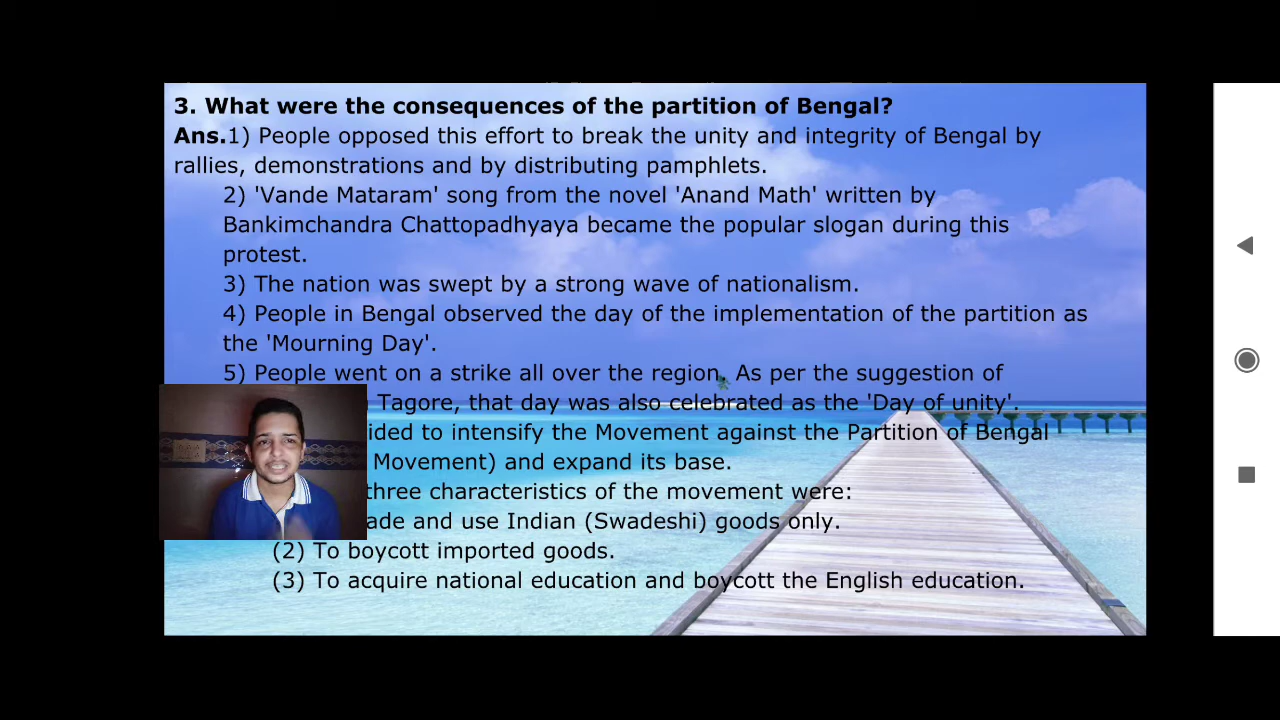 3. What were the consequences of the partition of Bengal?
Ans.1) People opposed this effort to break the unity and integrity of Bengal by
rallies, demonstrations and by distributing pamphlets.
2) 'Vande Mataram' song from the novel 'Anand Math' written by
Bankimchandra Chattopadhyaya became the popular slogan during this
protest.
3) The nation was swept by a strong wave of nationalism.
4) People in Bengal observed the day of the implementation of the partition as
the 'Mourning Day'.
5) People went on a strike all over the region. As per the suggestion of
Tagore, that day was also celebrated as the 'Day of unity'.
to intensify the Movement against the Partition of Bengal
Movement) and expand its base.
three characteristics of the movement were:
and use Indian (Swadeshi) goods only.
(2) To boycott imported goods.
(3) To acquire national education and boycott the English education.